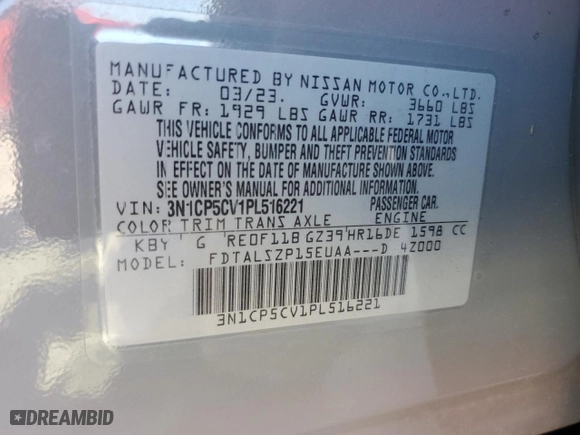 MANUFACTURED BY NISSAN MOTOR CO.,LTD.
DATE: 03/23. GVWR: 3660 LBS
GAWR FR: 1929 LBS GAWR RR: 1731 LBS
THIS VEHICLE CONFORMS TO ALL APPLICABLE FEDERAL MOTOR
VEHICLE SAFETY, BUMPER AND THEFT PREVENTION STANDARDS
IN EFFECT ON THE DATE OF MANUFACTURE SHOWN ABOVE.
SEE OWNER'S MANUAL FOR ADDITIONAL INFORMATION.
VIN: 3N1CP5CV1PL516221 PASSENGER CAR.
COLOR TRIM TRANS AXLE ENGINE
KBY G RE0F11B GZ39 HR16DE 1598 CC
MODEL: FDTALSZP15EUAA---D 4Z000
3N1CP5CV1PL516221
DREAMBID